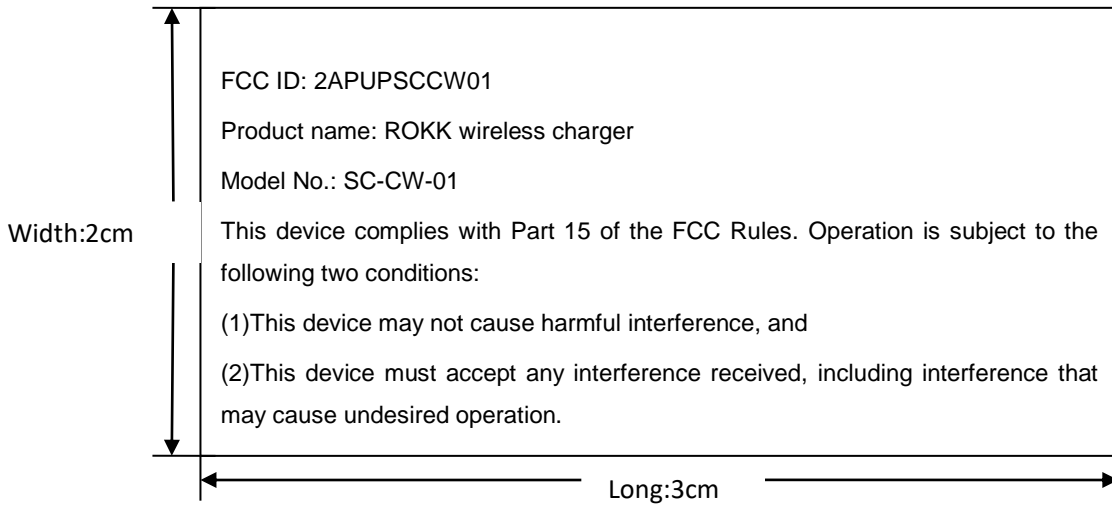 FCC ID: 2APUPSCCW01
Product name: ROKK wireless charger
Model No.: SC-CW-01
Width:2cm
This device complies with Part 15 of the FCC Rules. Operation is subject to the
following two conditions:
(1)This device may not cause harmful interference, and
(2)This device must accept any interference received, including interference that
may cause undesired operation.
Long:3cm